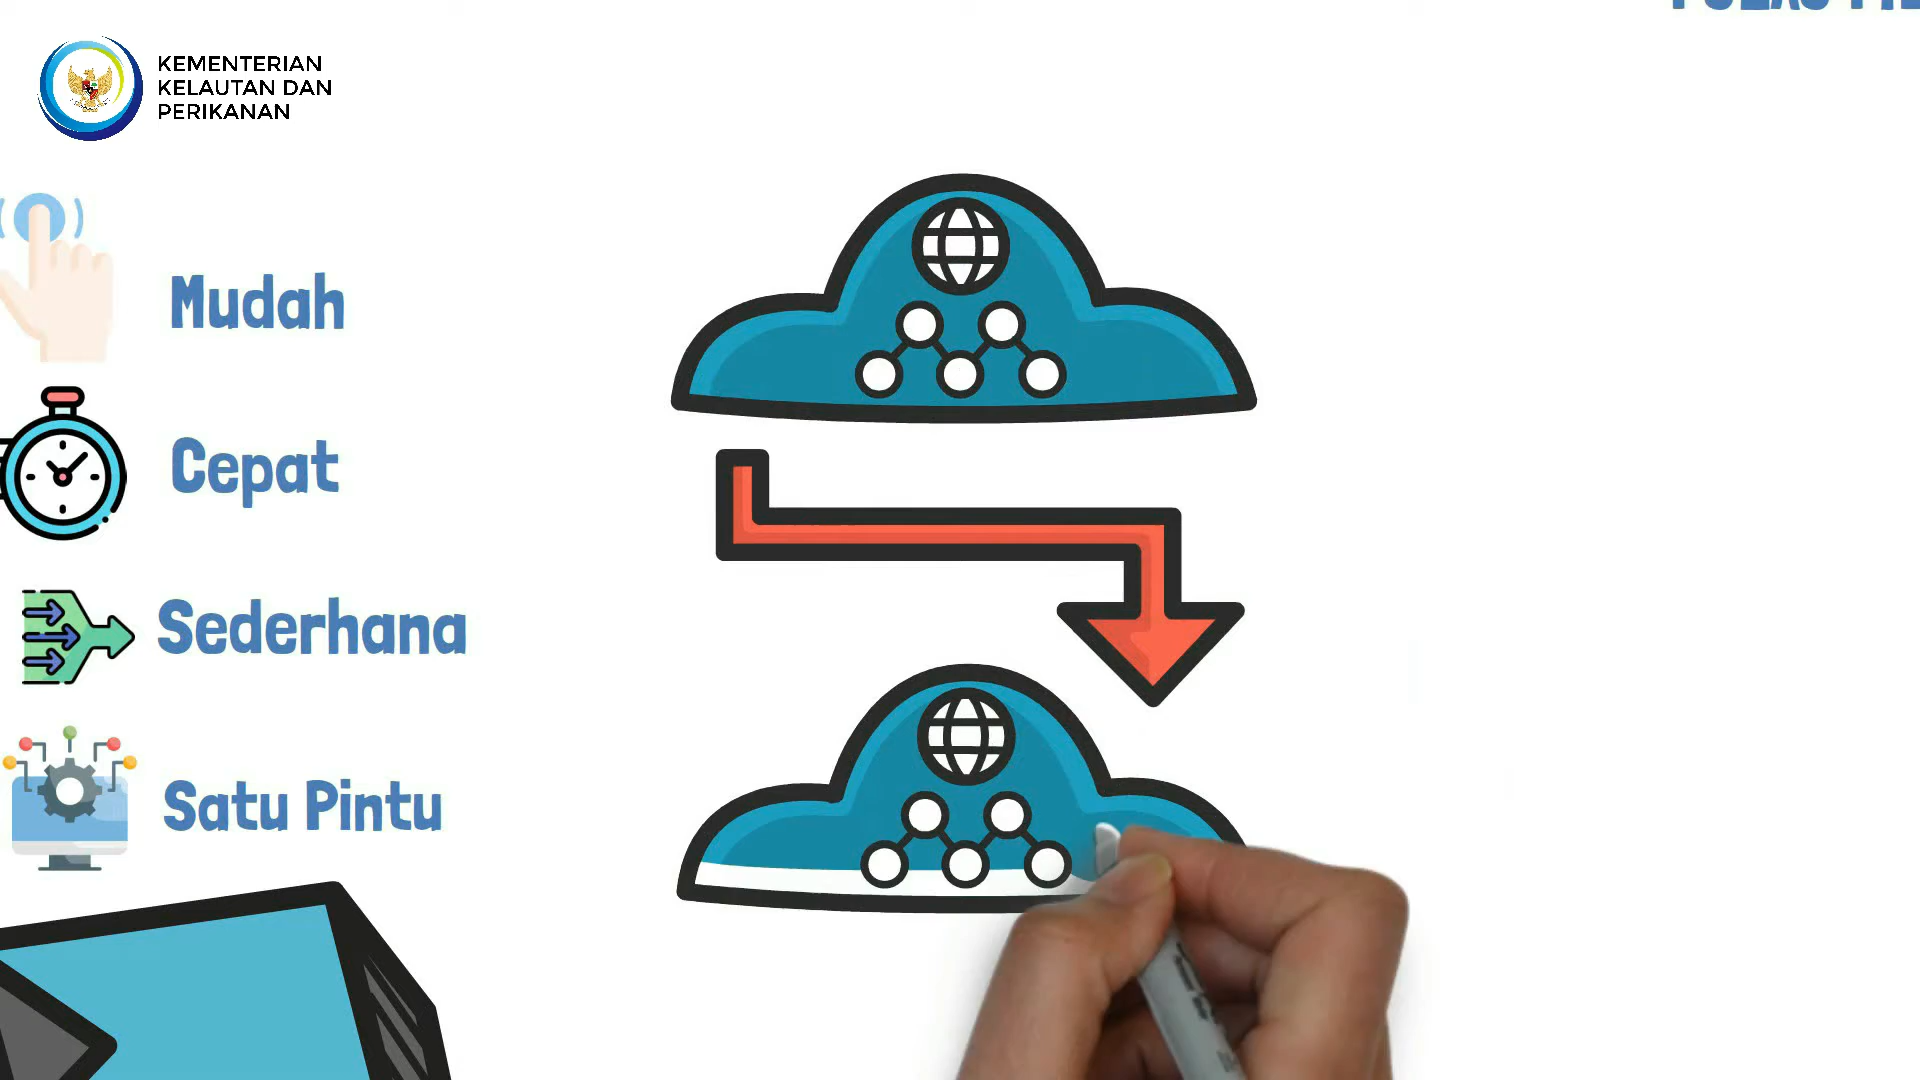 KEMENTERIAN
KELAUTAN DAN
PERIKANAN
Mudah
Cepat
Sederhana
Satu Pintu